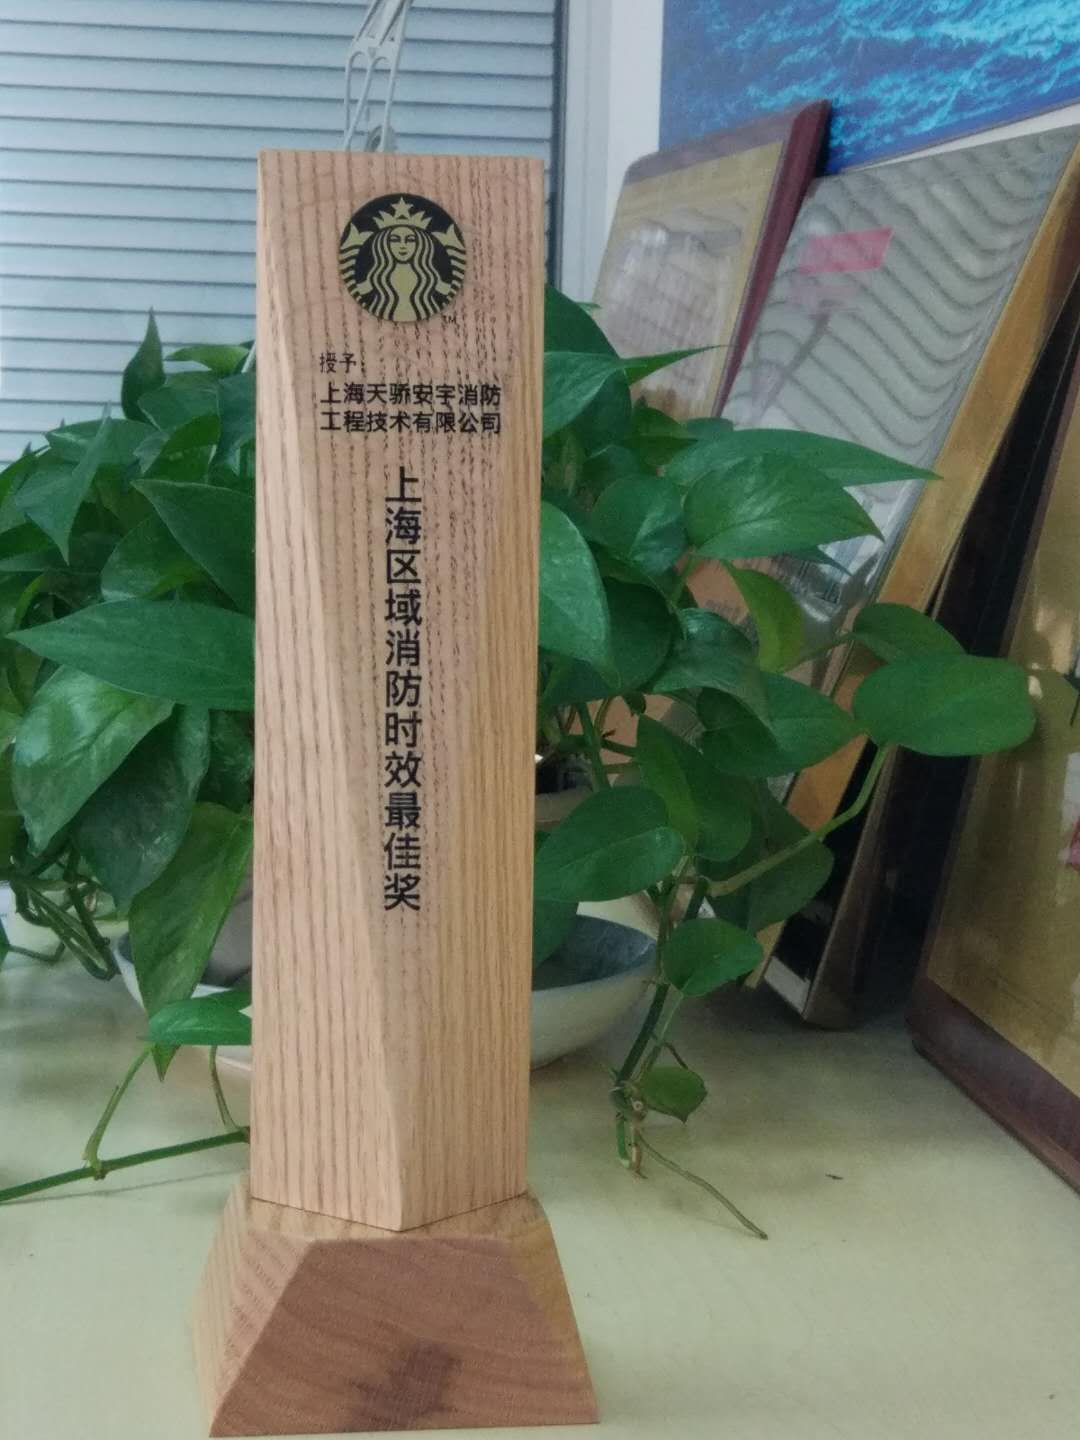 TM
授予：
上海天骄安宇消防
工程技术有限公司
上海区域消防时效最佳奖